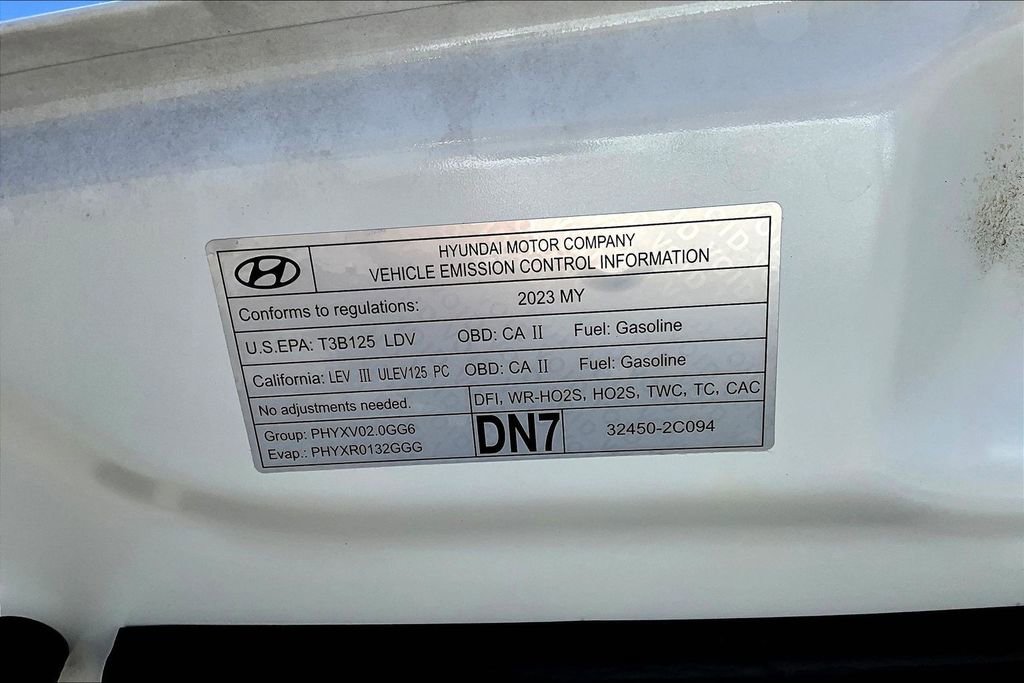 HYUNDAI MOTOR COMPANY
VEHICLE EMISSION CONTROL INFORMATION
Conforms to regulations: 2023 MY
U.S.EPA: T3B125 LDV OBD: CA II Fuel: Gasoline
California: LEV III ULEV125 PC OBD: CA II Fuel: Gasoline
No adjustments needed. DFI, WR-HO2S, HO2S, TWC, TC, CAC
Group: PHYXV02.0GG6
Evap.: PHYXR0132GGG
DN7 32450-2C094